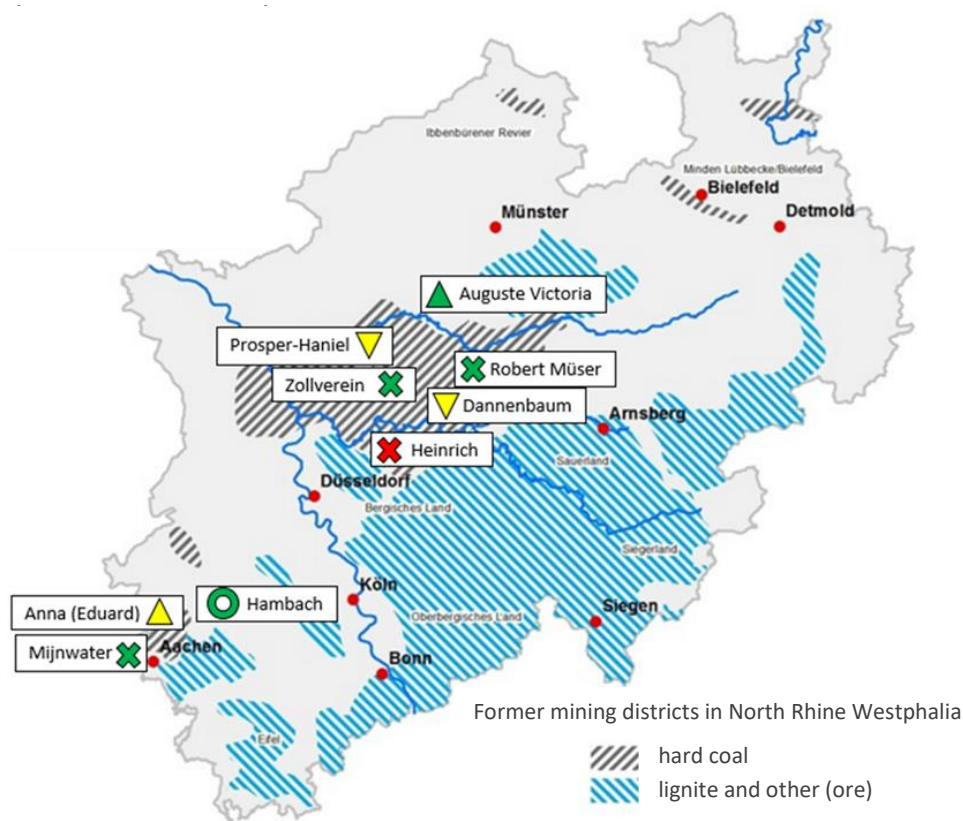 Ibbenbürener Revier
Minden Lübbecke/Bielefeld
Bielefeld
Münster
Detmold
Auguste Victoria
Prosper-Haniel
Robert Müser
Zollverein
Dannenbaum
Arnsberg
Heinrich
Sauerland
Düsseldorf
Bergisches Land
Siegerland
Köln
Hambach
Anna (Eduard)
Oberbergisches Land
Siegen
Aachen
Mijnwater
Bonn
Eifel
Former mining districts in North Rhine Westphalia
hard coal
lignite and other (ore)